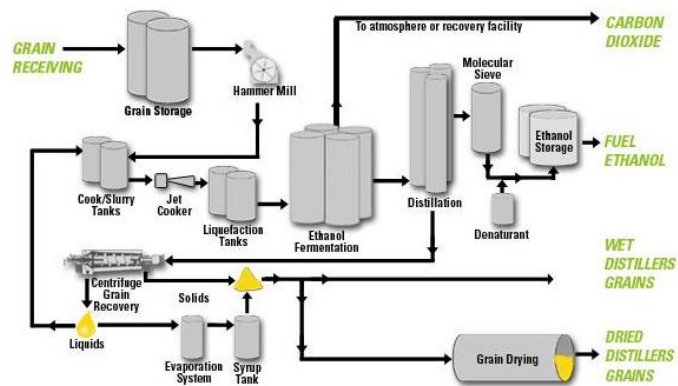 To atmosphere or recovery facility
CARBON
DIOXIDE
GRAIN
RECEIVING
Grain Storage
Hammer Mill
Molecular
Sieve
Ethanol
Storage
FUEL
ETHANOL
Cook/Slurry
Tanks
Jet
Cooker
Liquefaction
Tanks
Ethanol
Fermentation
Distillation
Denaturant
Centrifuge
Grain
Recovery
Solids
WET
DISTILLERS
GRAINS
Liquids
Evaporation
System
Syrup
Tank
Grain Drying
DRIED
DISTILLERS
GRAINS